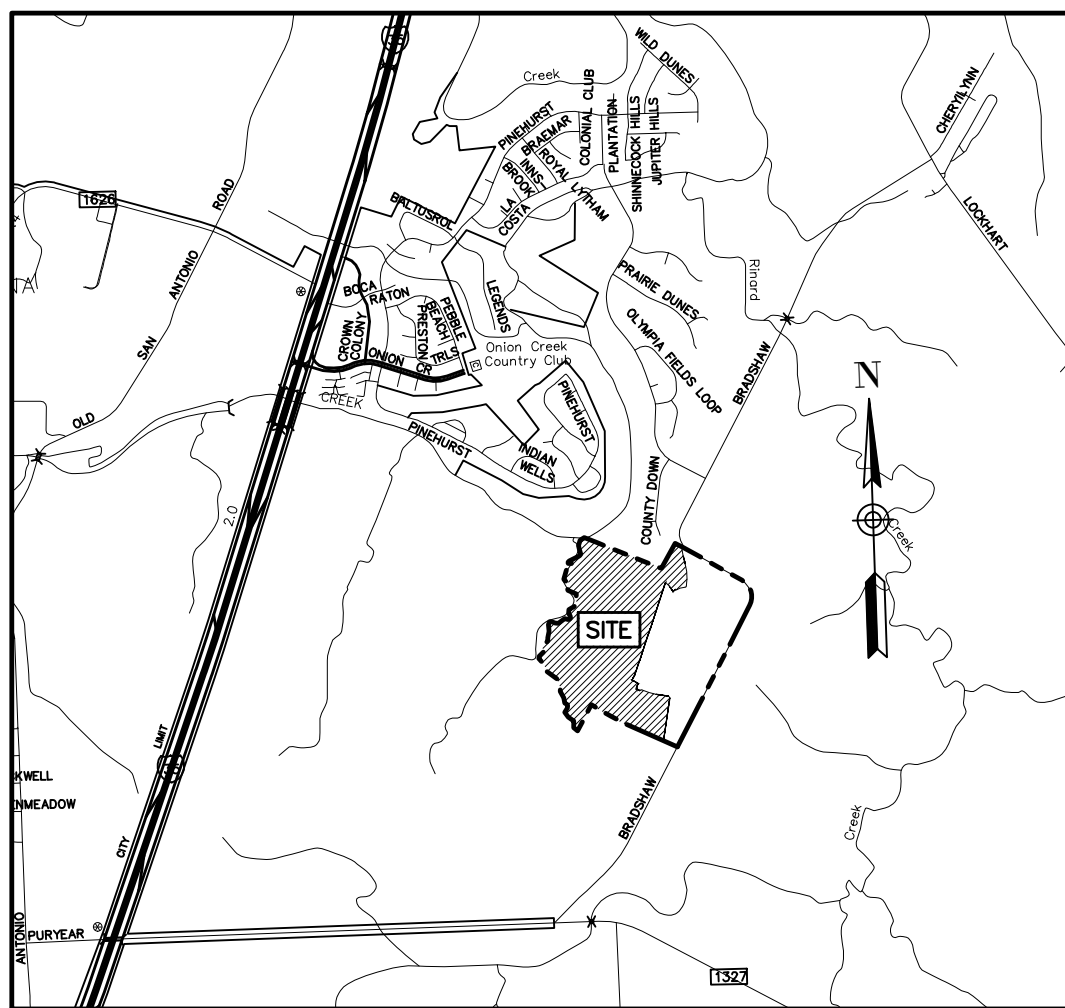 WILD DUNES
Creek
COLONIAL CLUB
PLANTATION
SHINNECOCK HILLS
JUPITER HILLS
CHERYLYNN
PINEHURST
BRAEMAR
INNS-
BROOK
ROYAL LYTHAM
LA
COSTA
LOCKHART
1626
ROAD
ANTONIO
SAN
OLD
BALTUSROL
BOCA
RATON
LEGENDS
PEBBLE
BEACH
PRESTON
TRLS
CROWN
COLONY
ONION CR
CREEK
Onion Creek
Country Club
PRAIRIE DUNES
Rinard
OLYMPIA FIELDS LOOP
BRADSHAW
N
Creek
PINEHURST
PINEHURST
INDIAN
WELLS
COUNTY DOWN
2.0
SITE
LIMIT
CITY
KWELL
NMEADOW
BRADSHAW
Creek
ANTONIO
PURYEAR
1327